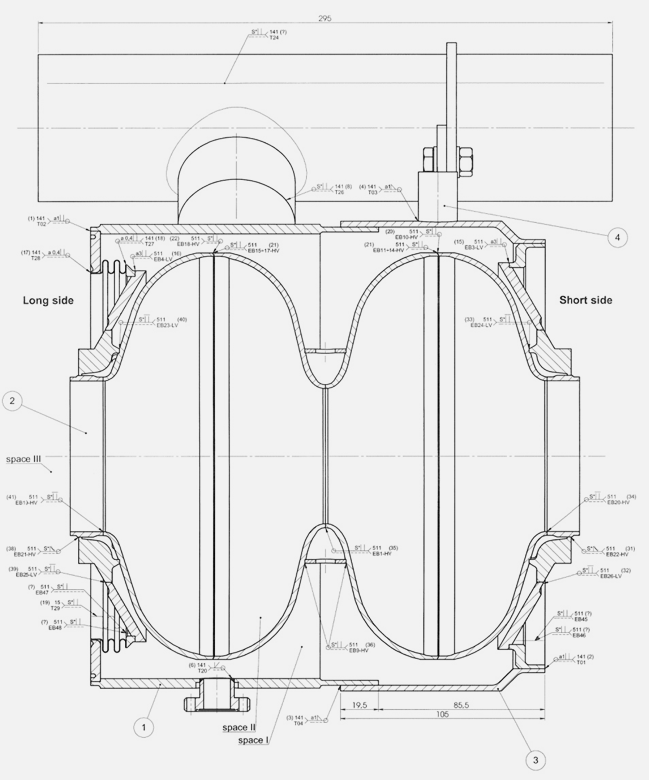 295
141 (?)
T24
141 (8)
T26
(4) 141
T03
(1) 141
T02
4
(17) 141
T28
a 0,4
141 (18)
T27
(22) 511
EB18-HV
511 (21)
EB15÷17-HV
(20) 511
EB10-HV
(21) 511
EB11÷14-HV
(15) 511
EB3-LV
511 (16)
EB4-LV
Long side
Short side
511 (40)
EB23-LV
(33) 511
EB24-LV
2
space III
(41) 511
EB19-HV
511 (34)
EB20-HV
(38) 511
EB21-HV
511 (35)
EB1-HV
511 (31)
EB22-HV
(39) 511
EB25-LV
511 (32)
EB26-LV
(?) 511
EB47
(19) 15
T29
(?) 511
EB48
511 (?)
EB45
511 (?)
EB46
511 (36)
EB9-HV
(6) 141
T20
141 (2)
T01
1
space II
space I
(3) 141
T04
19,5
85,5
105
3